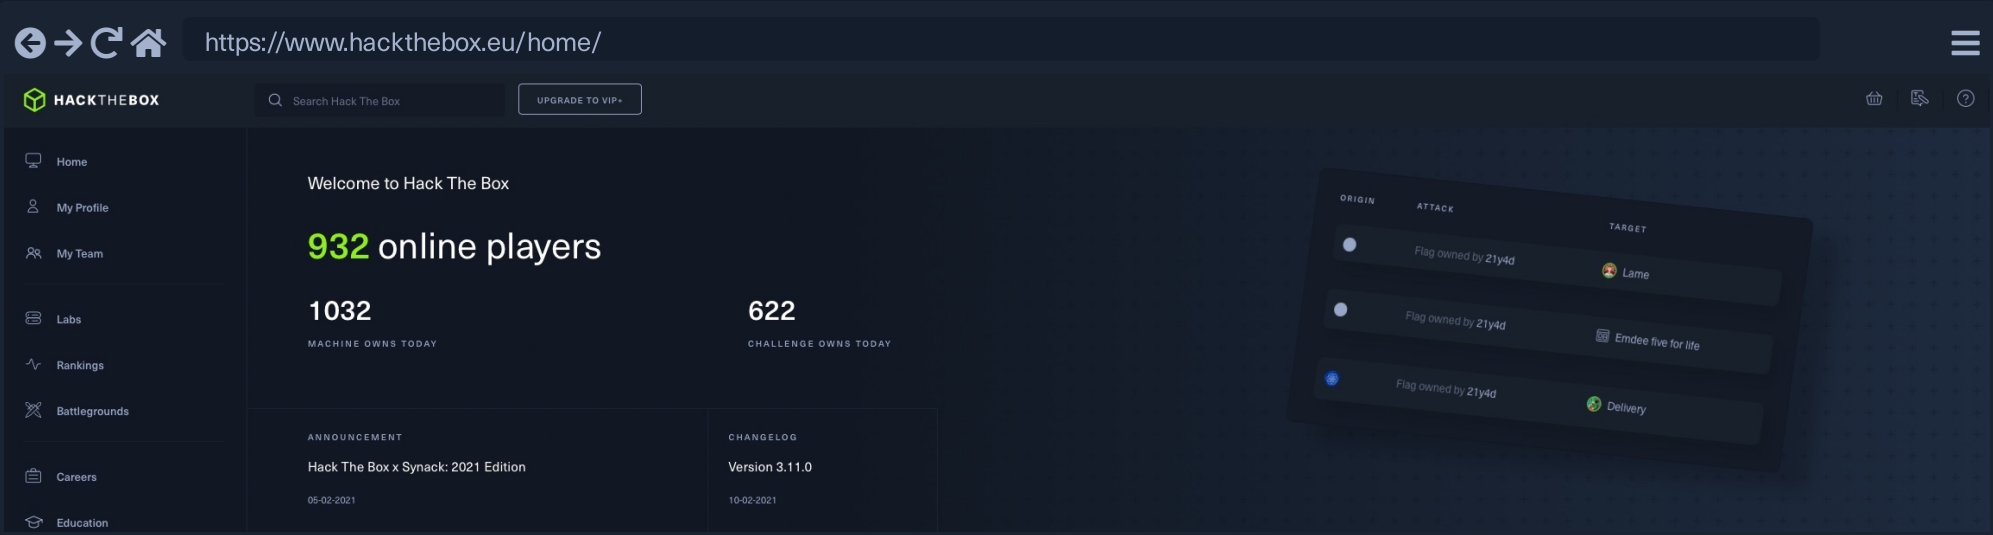 https://www.hackthebox.eu/home/
HACKTHEBOX
Search Hack The Box
UPGRADE TO VIP+
Home
My Profile
My Team
Labs
Rankings
Battlegrounds
Careers
Education
Welcome to Hack The Box
932 online players
1032
MACHINE OWNS TODAY
622
CHALLENGE OWNS TODAY
ANNOUNCEMENT
Hack The Box x Synack: 2021 Edition
05-02-2021
CHANGELOG
Version 3.11.0
10-02-2021
ORIGIN ATTACK TARGET
Flag owned by 21y4d Lame
Flag owned by 21y4d Emdee five for life
Flag owned by 21y4d Delivery